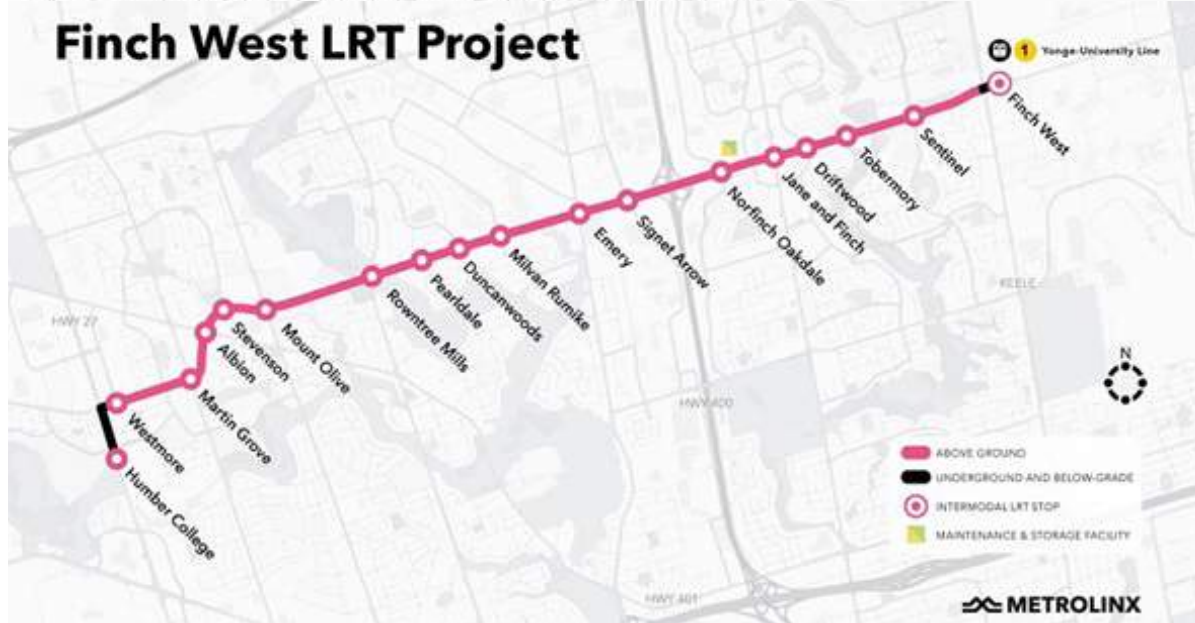 Finch West LRT Project
1 Yonge-University Line
Finch West
Sentinel
Tobermory
Driftwood
Jane and Finch
Norfinch Oakdale
Signet Arrow
Emery
Milvan Rumike
Duncanwoods
Pearldale
Rowntree Mills
Mount Olive
Stevenson
Albion
Martin Grove
Westmore
Humber College
HWY 27
KEELE
HWY 400
HWY 401
N
ABOVE GROUND
UNDERGROUND AND BELOW-GRADE
INTERMODAL LRT STOP
MAINTENANCE & STORAGE FACILITY
METROLINX